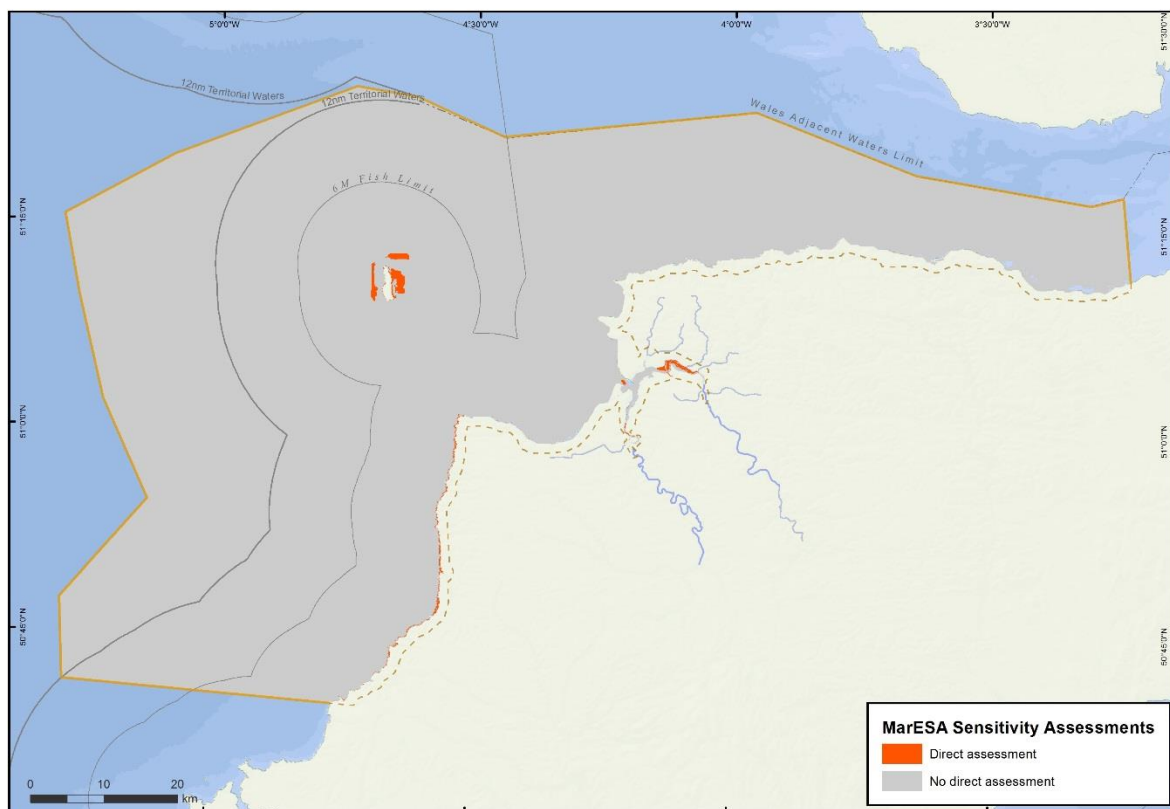 5°0'0"W
4°30'0"W
4°0'0"W
3°30'0"W
51°30'0"N
12nm Territorial Waters
12nm Territorial Waters
Wales Adjacent Waters Limit
6M Fish Limit
51°15'0"N
51°15'0"N
51°0'0"N
51°0'0"N
50°45'0"N
50°45'0"N
MarESA Sensitivity Assessments
Direct assessment
No direct assessment
0 10 20
km